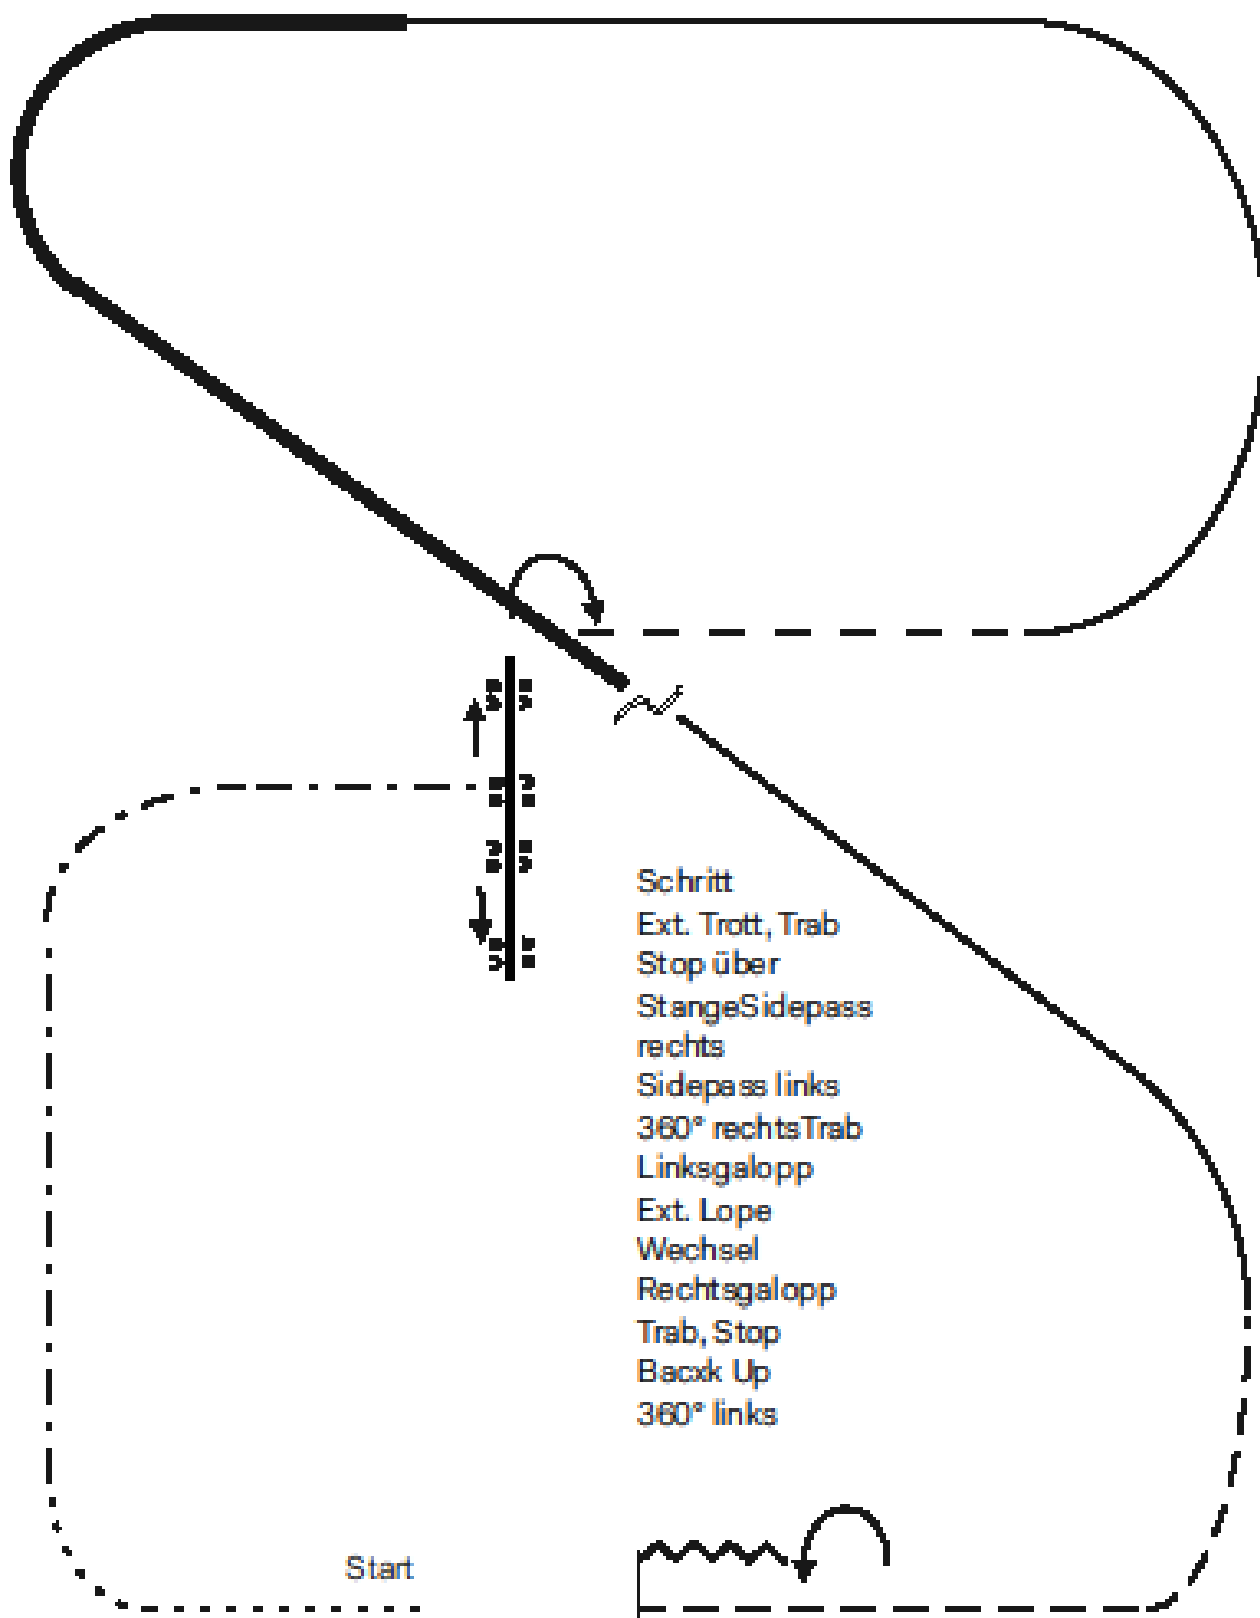 Schritt
Ext. Trott, Trab
Stop über
StangeSidepass
rechts
Sidepass links
360° rechtsTrab
Linksgalopp
Ext. Lope
Wechsel
Rechtsgalopp
Trab, Stop
Bacxk Up
360° links
Start